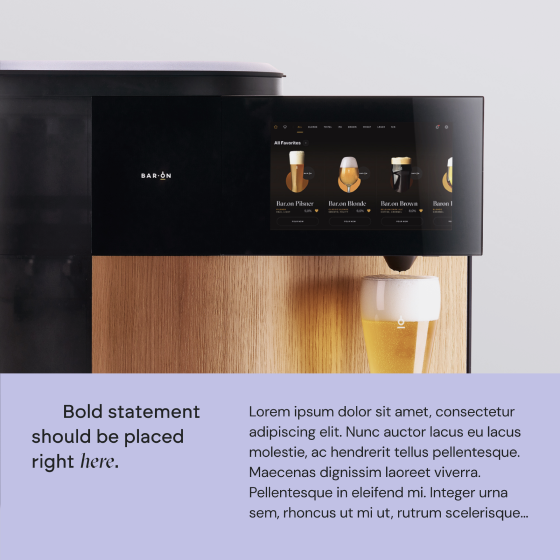 BAR·ON
All Favorites
Bar.on Pilsner
Bar.on Blonde
Bar.on Brown
Bold statement
should be placed
right here.
Lorem ipsum dolor sit amet, consectetur
adipiscing elit. Nunc auctor lacus eu lacus
molestie, ac hendrerit tellus pellentesque.
Maecenas dignissim laoreet viverra.
Pellentesque in eleifend mi. Integer urna
sem, rhoncus ut mi ut, rutrum scelerisque...